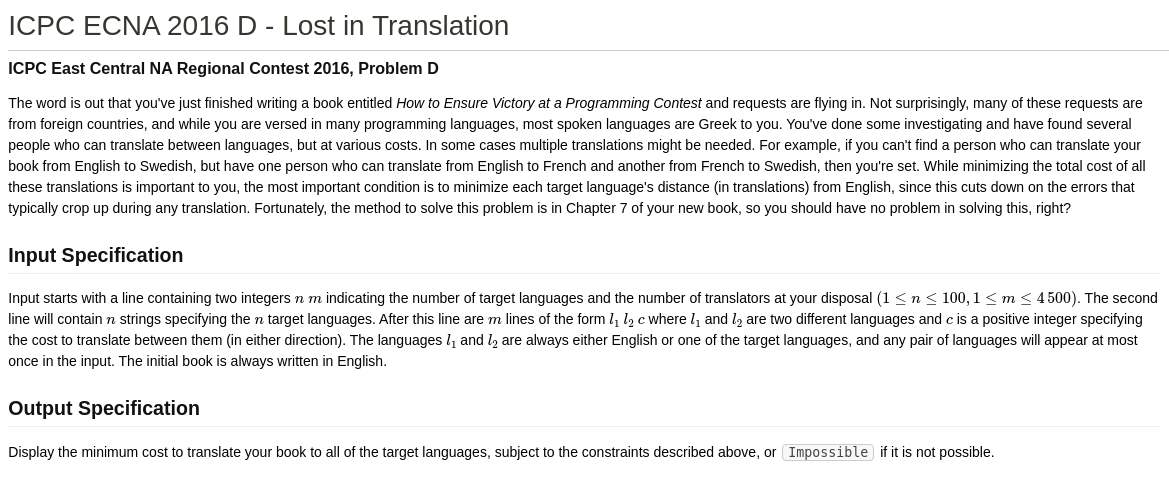 ICPC ECNA 2016 D - Lost in Translation
ICPC East Central NA Regional Contest 2016, Problem D
The word is out that you've just finished writing a book entitled How to Ensure Victory at a Programming Contest and requests are flying in. Not surprisingly, many of these requests are
from foreign countries, and while you are versed in many programming languages, most spoken languages are Greek to you. You've done some investigating and have found several
people who can translate between languages, but at various costs. In some cases multiple translations might be needed. For example, if you can't find a person who can translate your
book from English to Swedish, but have one person who can translate from English to French and another from French to Swedish, then you're set. While minimizing the total cost of all
these translations is important to you, the most important condition is to minimize each target language's distance (in translations) from English, since this cuts down on the errors that
typically crop up during any translation. Fortunately, the method to solve this problem is in Chapter 7 of your new book, so you should have no problem in solving this, right?
Input Specification
Input starts with a line containing two integers n m indicating the number of target languages and the number of translators at your disposal (1 ≤ n ≤ 100, 1 ≤ m ≤ 4 500). The second
line will contain n strings specifying the n target languages. After this line are m lines of the form l₁ l₂ c where l₁ and l₂ are two different languages and c is a positive integer specifying
the cost to translate between them (in either direction). The languages l₁ and l₂ are always either English or one of the target languages, and any pair of languages will appear at most
once in the input. The initial book is always written in English.
Output Specification
Display the minimum cost to translate your book to all of the target languages, subject to the constraints described above, or Impossible if it is not possible.